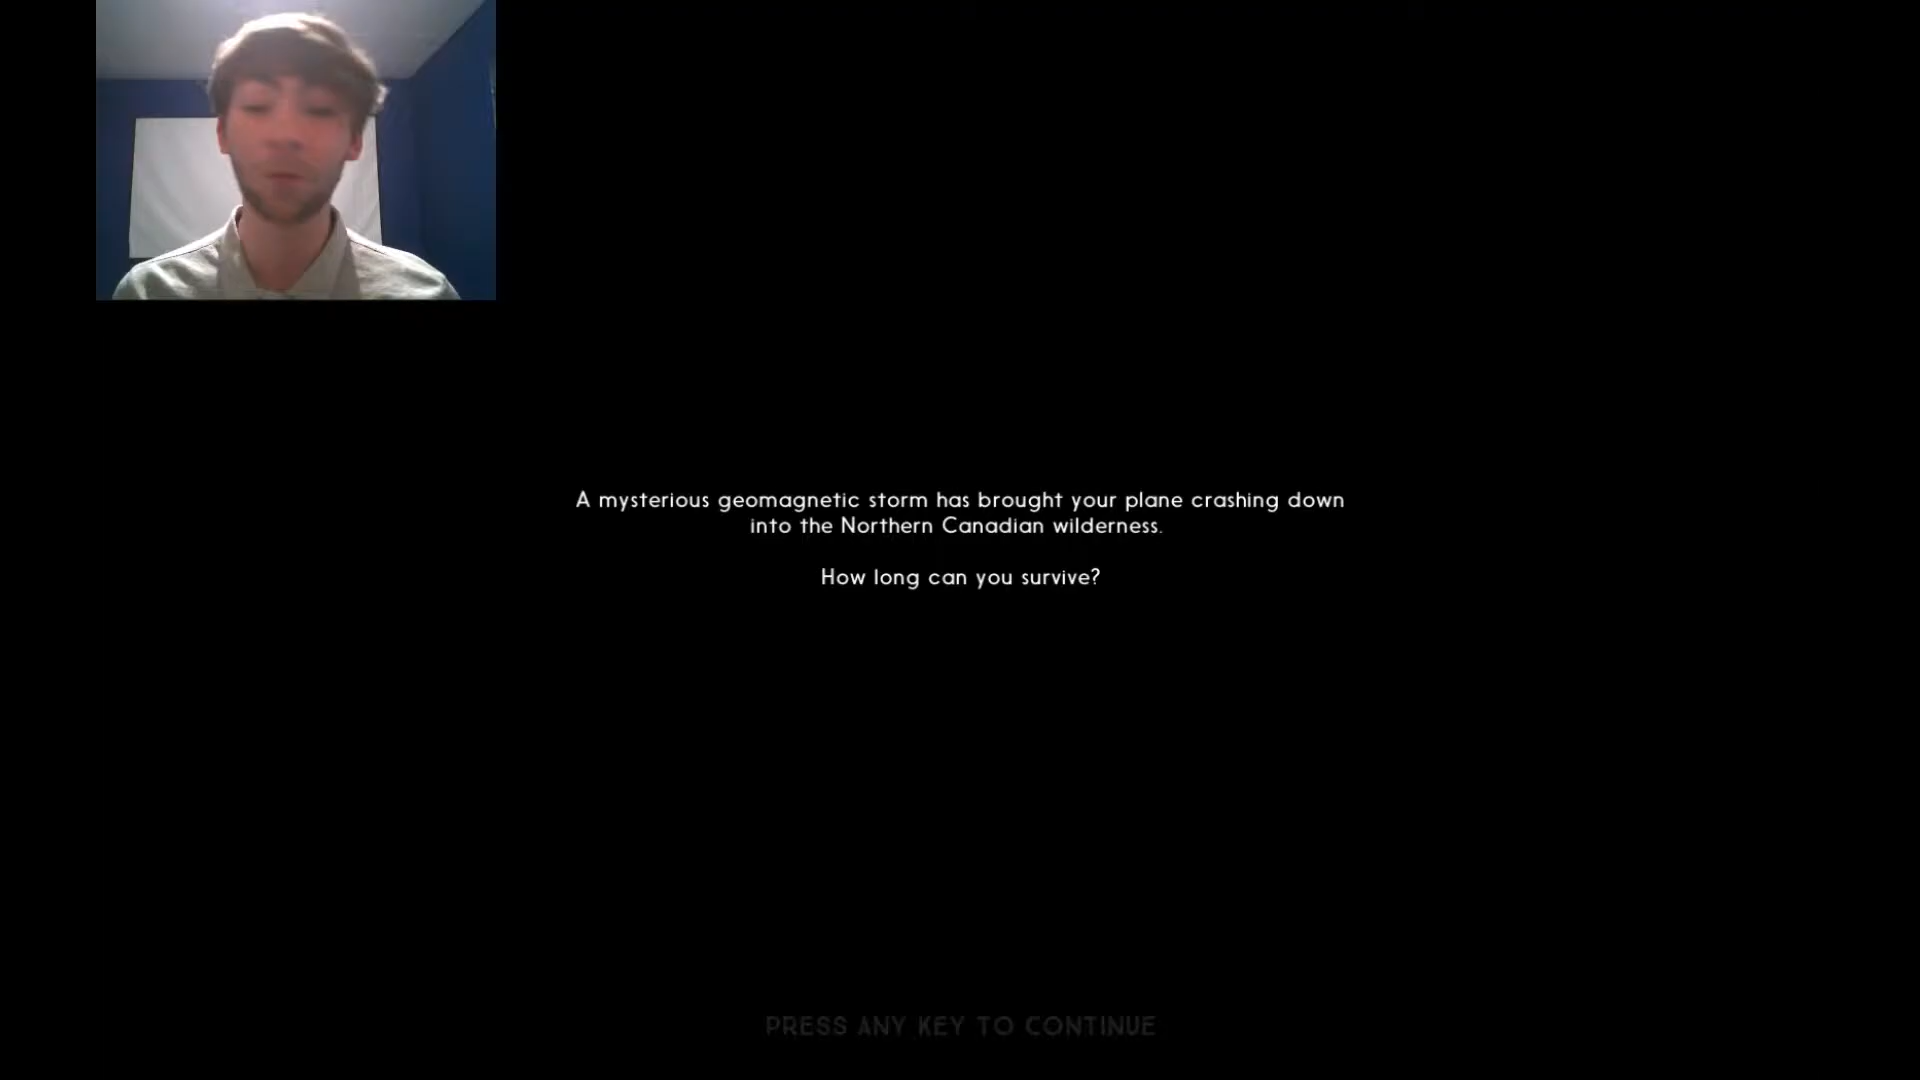 A mysterious geomagnetic storm has brought your plane crashing down
into the Northern Canadian wilderness.
How long can you survive?
PRESS ANY KEY TO CONTINUE